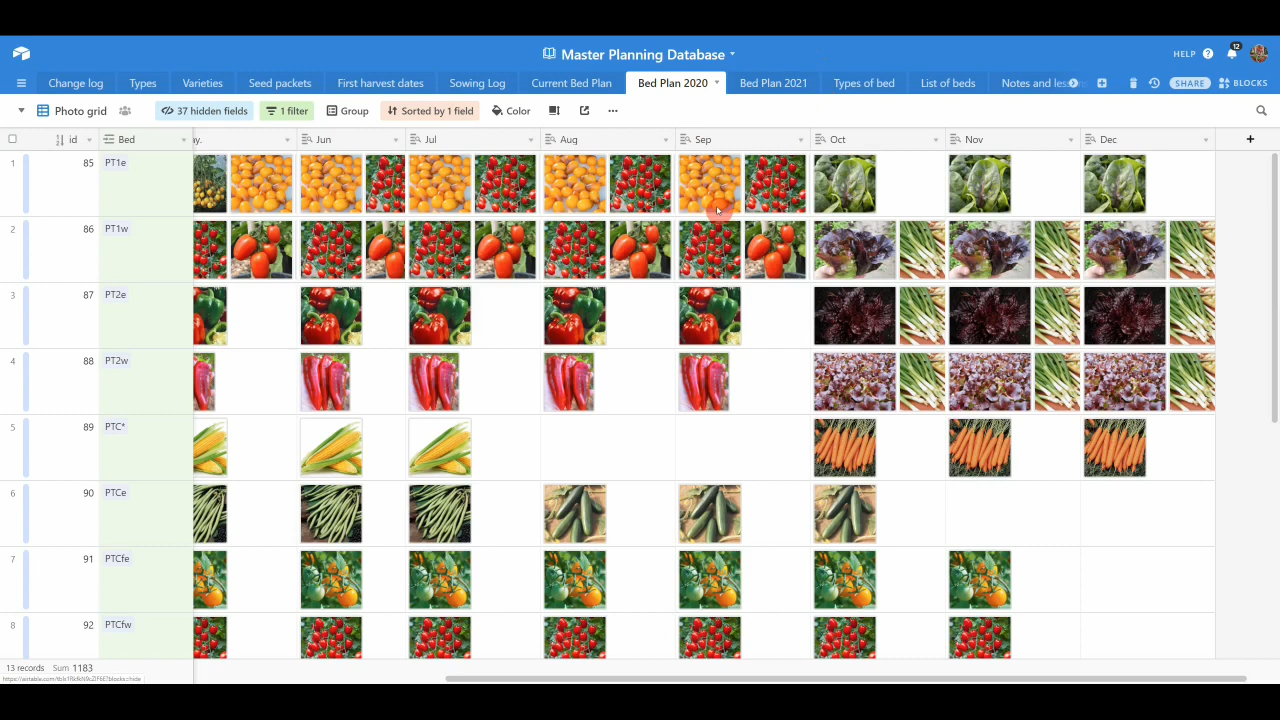 Master Planning Database
HELP
12
Change log
Types
Varieties
Seed packets
First harvest dates
Sowing Log
Current Bed Plan
Bed Plan 2020
Bed Plan 2021
Types of bed
List of beds
Notes and less
SHARE
BLOCKS
Photo grid
37 hidden fields
1 filter
Group
Sorted by 1 field
Color
id
Bed
ay.
Jun
Jul
Aug
Sep
Oct
Nov
Dec
1 85 PT1e
2 86 PT1w
3 87 PT2e
4 88 PT2w
5 89 PTC*
6 90 PTCe
7 91 PTCfe
8 92 PTCfw
13 records Sum 1183